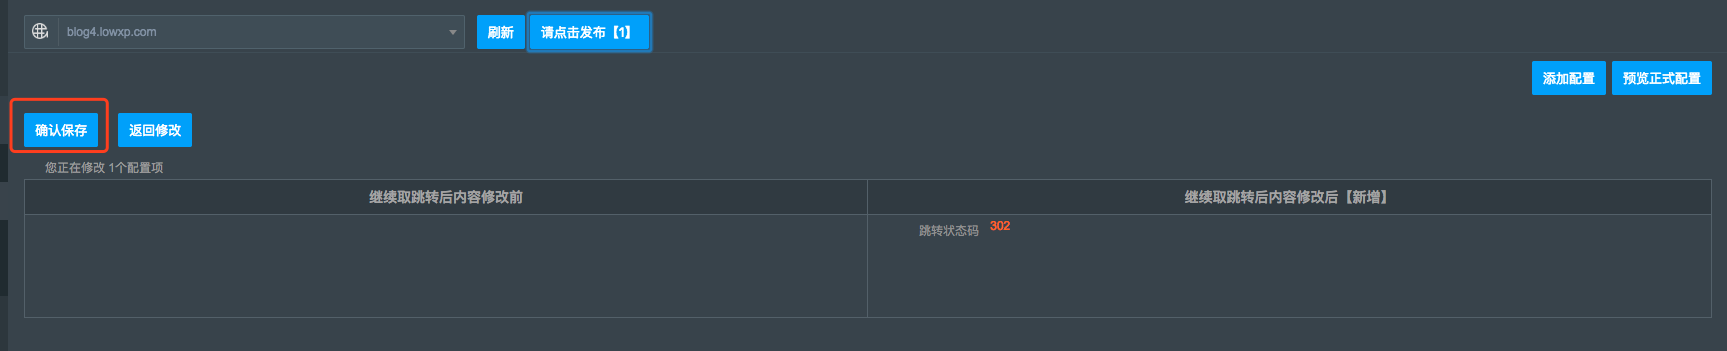 blog4.lowxp.com 刷新 请点击发布【1】
添加配置 预览正式配置
确认保存 返回修改
您正在修改 1个配置项
继续取跳转后内容修改前 继续取跳转后内容修改后【新增】
跳转状态码 302